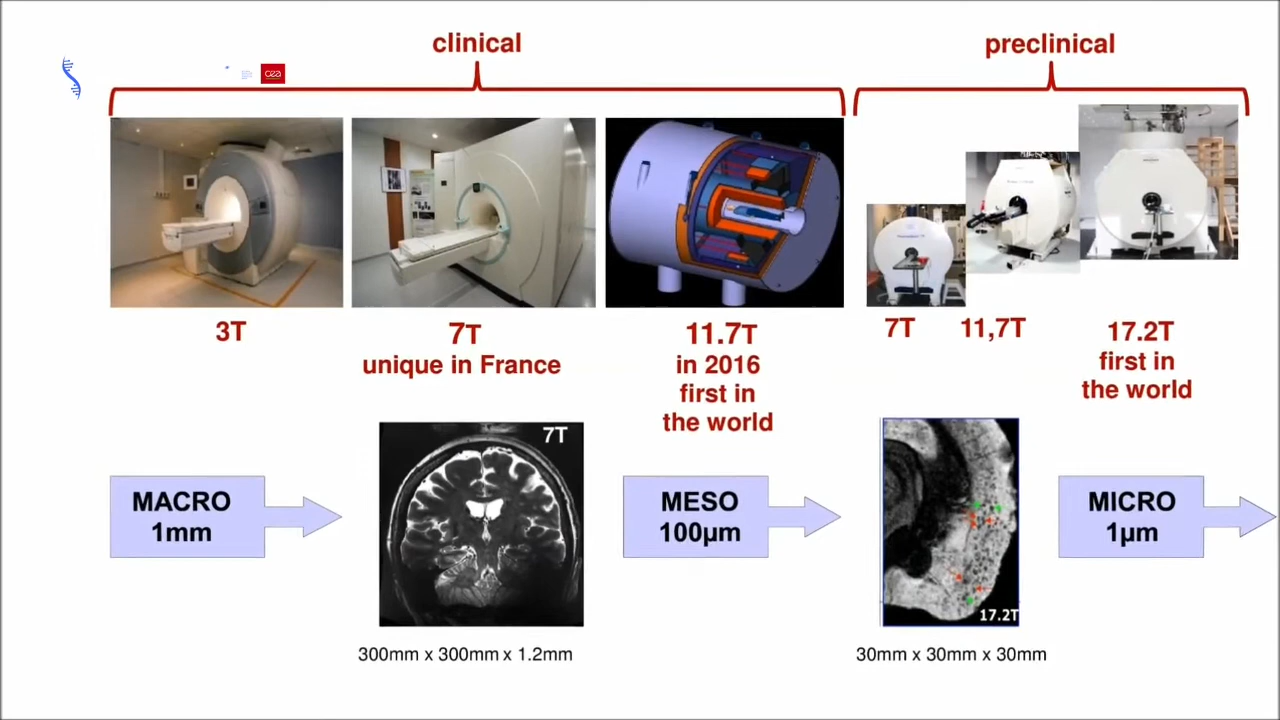 clinical
preclinical
cea
3T
7T
unique in France
11.7T
in 2016
first in
the world
7T
11,7T
17.2T
first in
the world
MACRO
1mm
7T
MESO
100µm
17.2T
MICRO
1µm
300mm x 300mm x 1.2mm
30mm x 30mm x 30mm